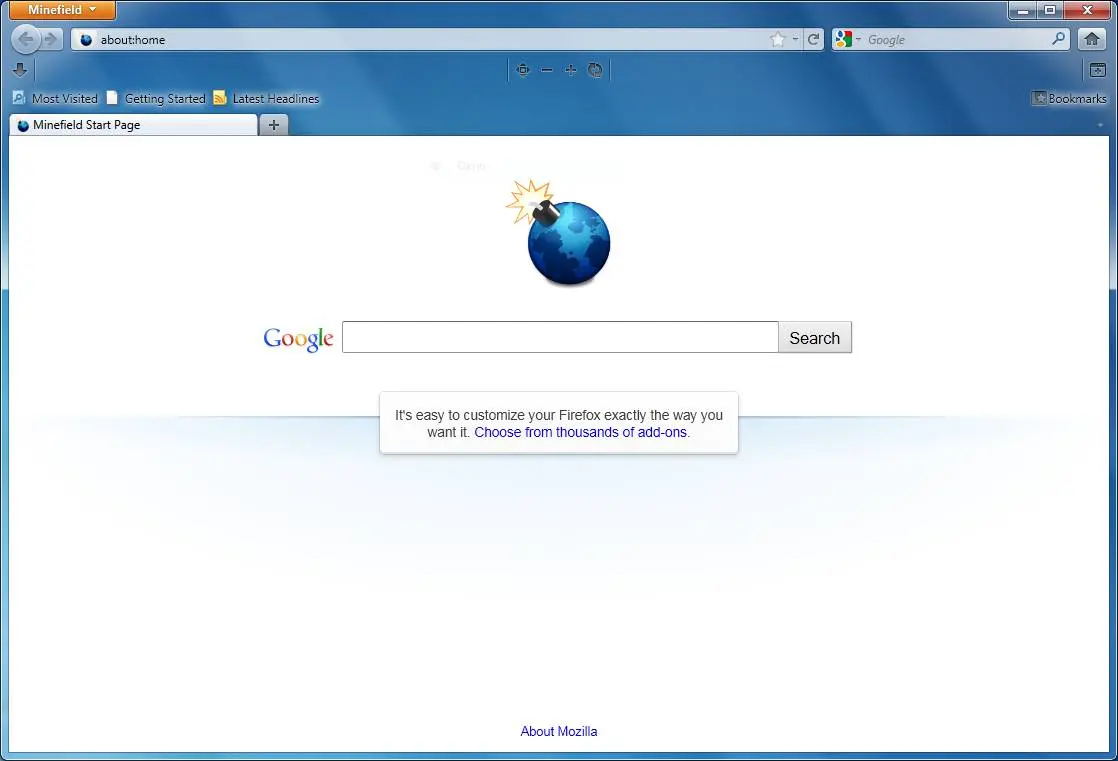 Minefield
about:home
Google
Most Visited
Getting Started
Latest Headlines
Bookmarks
Minefield Start Page
Google
Search
It's easy to customize your Firefox exactly the way you
want it. Choose from thousands of add-ons.
About Mozilla